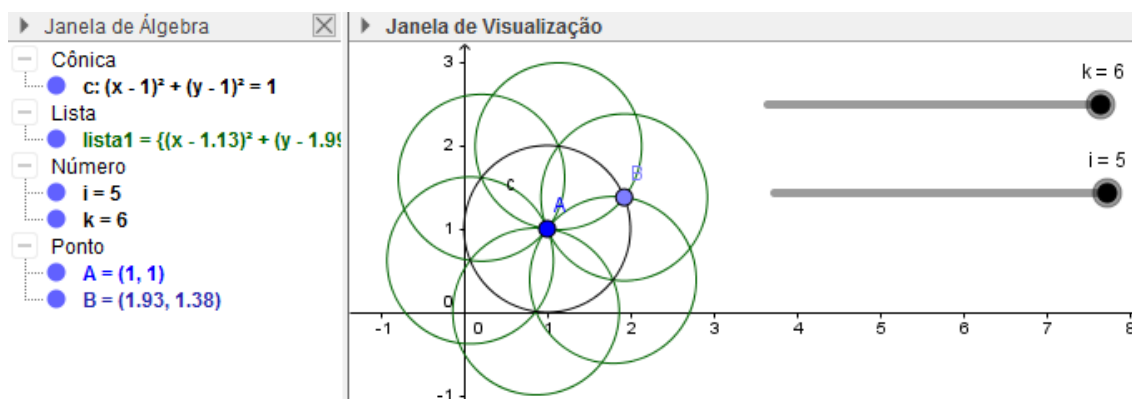 Janela de Álgebra
Cônica
c: (x - 1)² + (y - 1)² = 1
Lista
lista1 = {(x - 1.13)² + (y - 1.99
Número
i = 5
k = 6
Ponto
A = (1, 1)
B = (1.93, 1.38)
Janela de Visualização
k = 6
i = 5
3
2
1
0
-1
c
A
B
-1 0 1 2 3 4 5 6 7 8